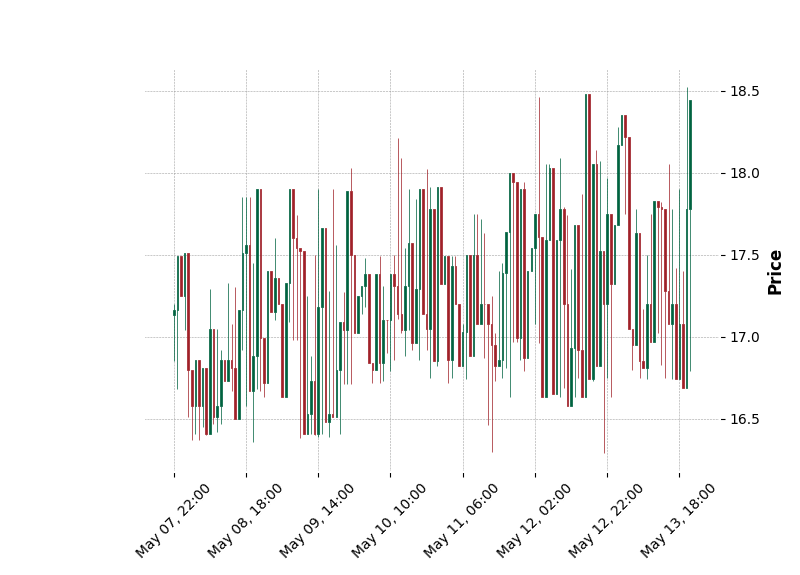 18.5
18.0
17.5
17.0
16.5
Price
May 07, 22:00
May 08, 18:00
May 09, 14:00
May 10, 10:00
May 11, 06:00
May 12, 02:00
May 12, 22:00
May 13, 18:00